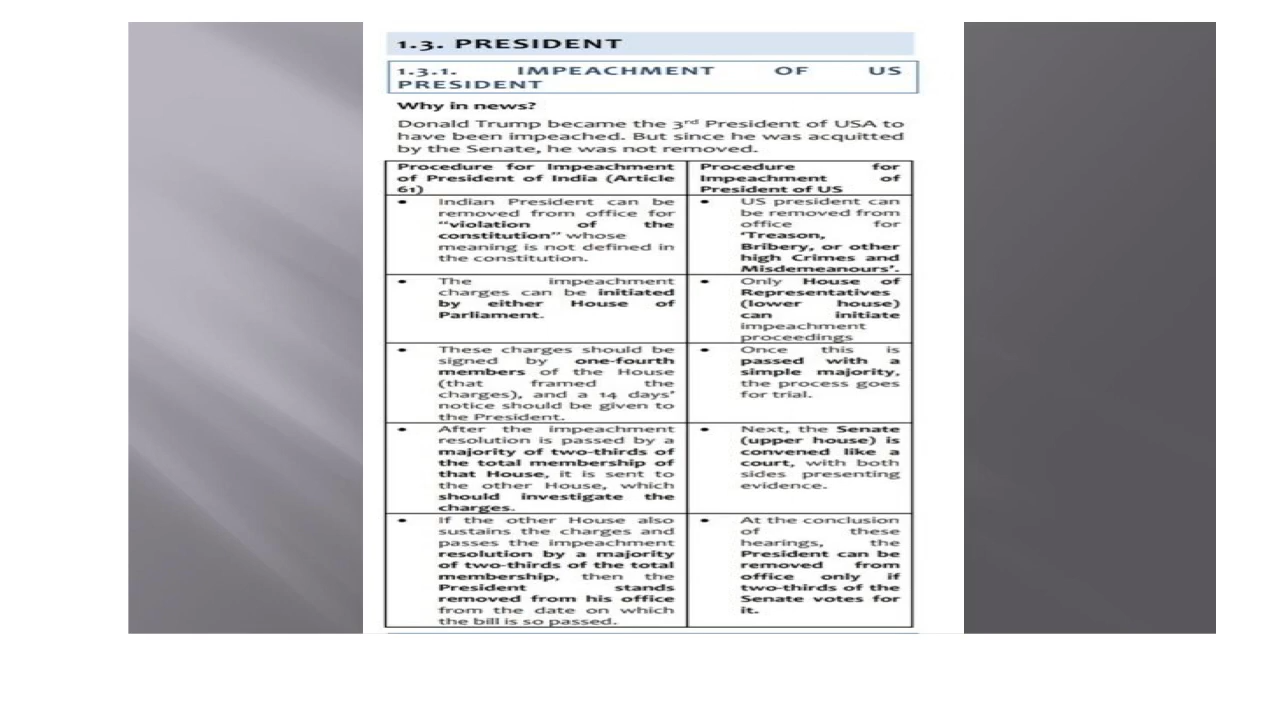 1.3. PRESIDENT
1.3.1. IMPEACHMENT OF US
PRESIDENT
Why in news?
Donald Trump became the 3rd President of USA to
have been impeached. But since he was acquitted
by the Senate, he was not removed.
Procedure for Impeachment
of President of India (Article
61)
Procedure for
Impeachment of
President of US
• Indian President can be
removed from office for
"violation of the
constitution" whose
meaning is not defined in
the constitution.
• US president can
be removed from
office for
'Treason,
Bribery, or other
high Crimes and
Misdemeanours'.
• The impeachment
charges can be initiated
by either House of
Parliament.
• Only House of
Representatives
(lower house)
can initiate
impeachment
proceedings
• These charges should be
signed by one-fourth
members of the House
(that framed the
charges), and a 14 days'
notice should be given to
the President.
• Once this is
passed with a
simple majority,
the process goes
for trial.
• After the impeachment
resolution is passed by a
majority of two-thirds of
the total membership of
that House, it is sent to
the other House, which
should investigate the
charges.
• Next, the Senate
(upper house) is
convened like a
court, with both
sides presenting
evidence.
• If the other House also
sustains the charges and
passes the impeachment
resolution by a majority
of two-thirds of the total
membership, then the
President stands
removed from his office
from the date on which
the bill is so passed.
• At the conclusion
of these
hearings, the
President can be
removed from
office only if
two-thirds of the
Senate votes for
it.